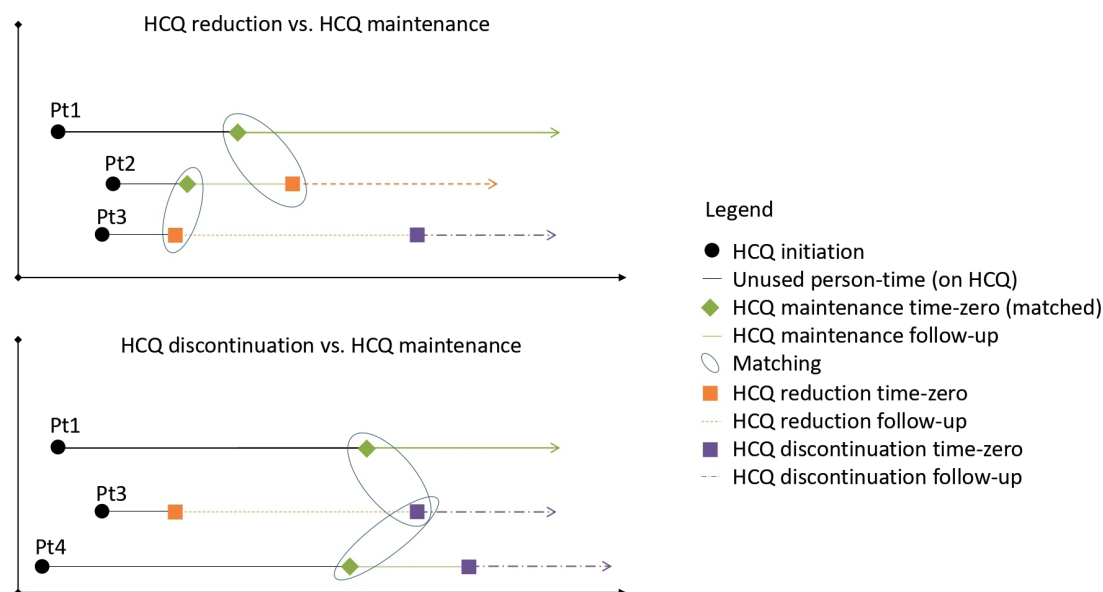 HCQ reduction vs. HCQ maintenance
Pt1
Pt2
Pt3
HCQ discontinuation vs. HCQ maintenance
Pt1
Pt3
Pt4
Legend
HCQ initiation
Unused person-time (on HCQ)
HCQ maintenance time-zero (matched)
HCQ maintenance follow-up
Matching
HCQ reduction time-zero
HCQ reduction follow-up
HCQ discontinuation time-zero
HCQ discontinuation follow-up